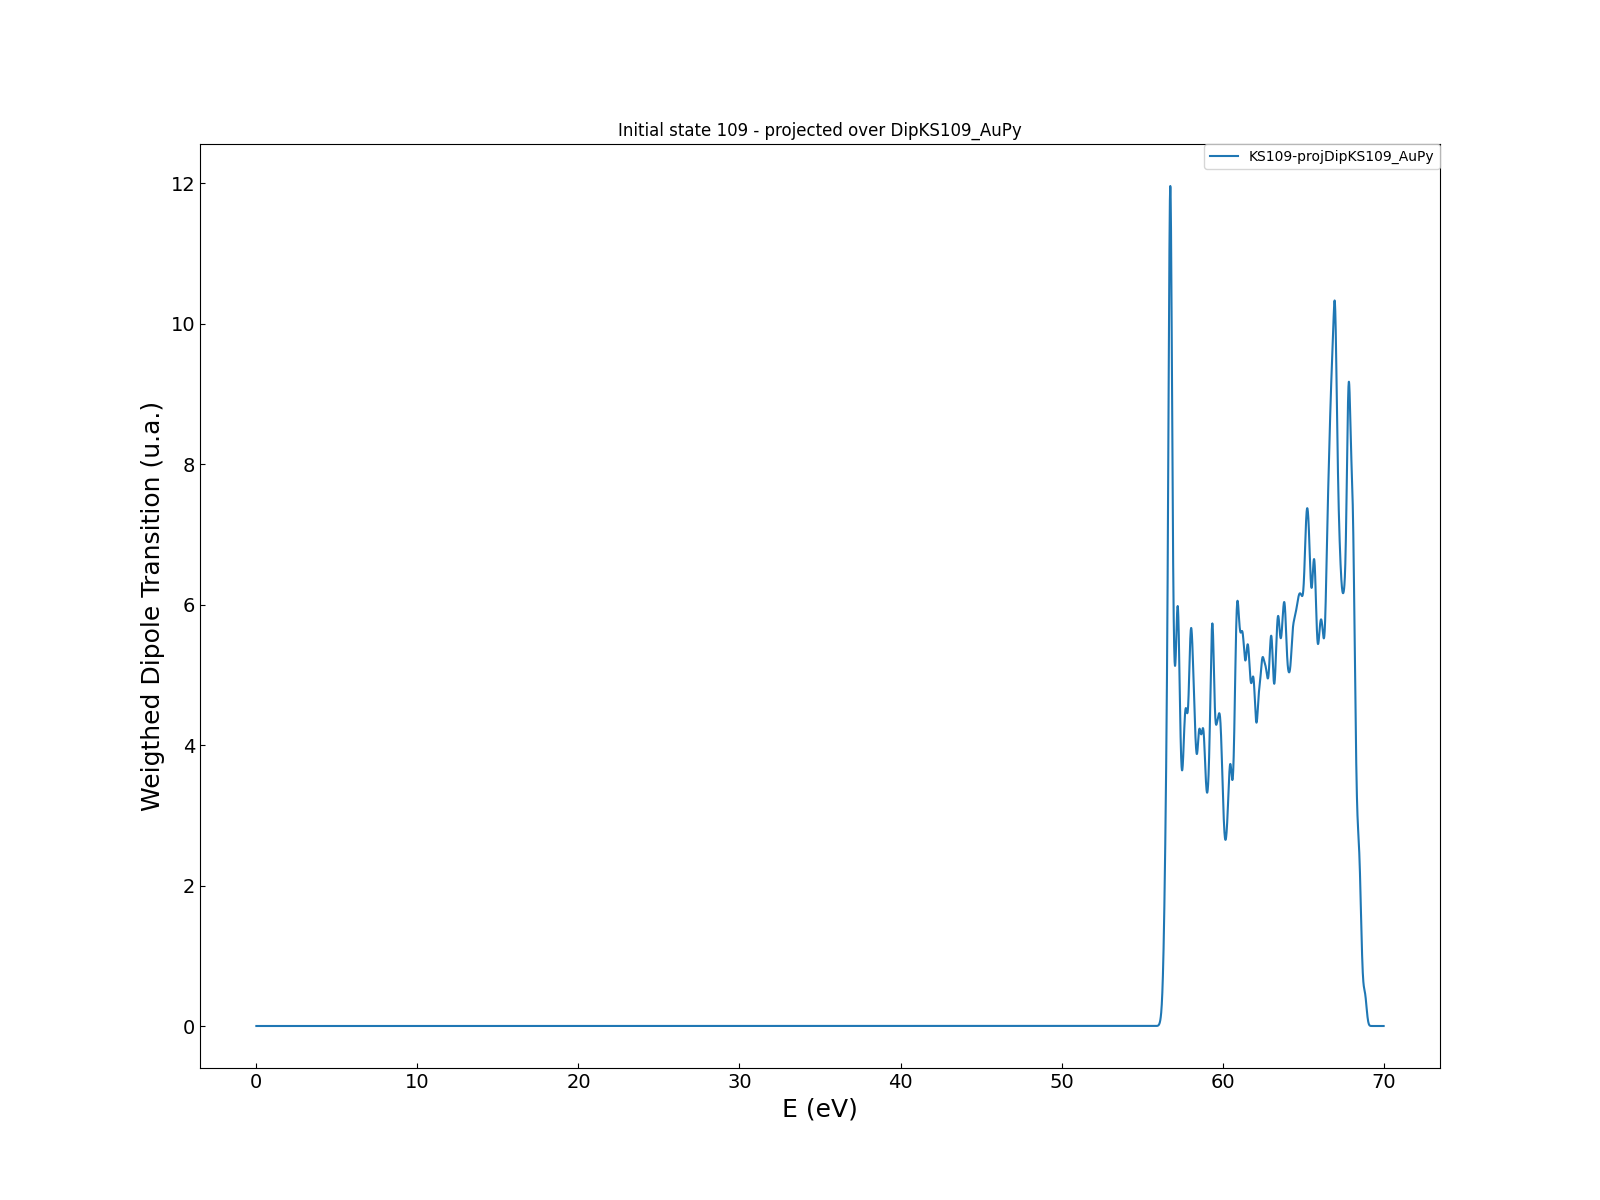 Initial state 109 - projected over DipKS109_AuPy
KS109-projDipKS109_AuPy
Weigthed Dipole Transition (u.a.)
12
10
8
6
4
2
0
0 10 20 30 40 50 60 70
E (eV)